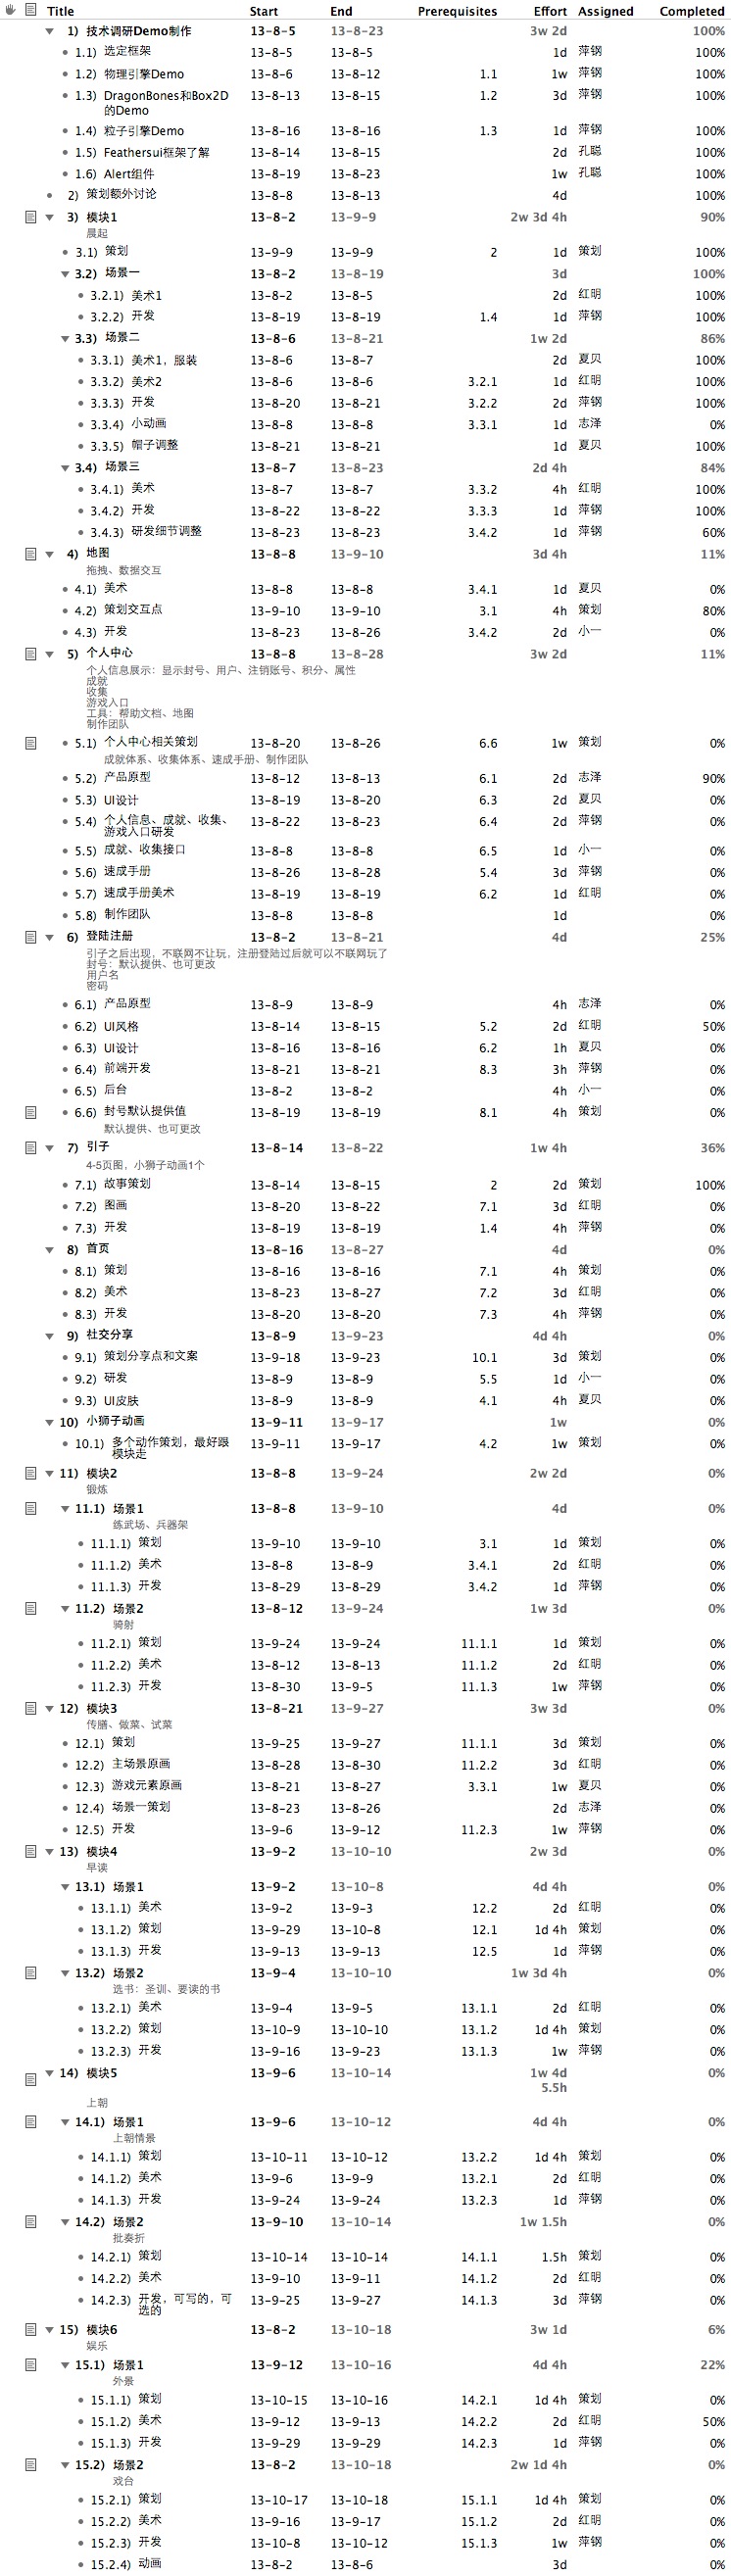 Title Start End Prerequisites Effort Assigned Completed
1) 技术调研Demo制作 13-8-5 13-8-23 3w 2d 100%
1.1) 选定框架 13-8-5 13-8-5 1d 萍钢 100%
1.2) 物理引擎Demo 13-8-6 13-8-12 1.1 1w 萍钢 100%
1.3) DragonBones和Box2D 13-8-13 13-8-15 1.2 3d 萍钢 100%
的Demo
1.4) 粒子引擎Demo 13-8-16 13-8-16 1.3 1d 萍钢 100%
1.5) Feathersui框架了解 13-8-14 13-8-15 2d 孔聪 100%
1.6) Alert组件 13-8-19 13-8-23 1w 孔聪 100%
2) 策划额外讨论 13-8-8 13-8-13 4d 100%
3) 模块1 13-8-2 13-9-9 2w 3d 4h 90%
晨起
3.1) 策划 13-9-9 13-9-9 2 1d 策划 100%
3.2) 场景一 13-8-2 13-8-19 3d 100%
3.2.1) 美术1 13-8-2 13-8-5 2d 红明 100%
3.2.2) 开发 13-8-19 13-8-19 1.4 1d 萍钢 100%
3.3) 场景二 13-8-6 13-8-21 1w 2d 86%
3.3.1) 美术1，服装 13-8-6 13-8-7 2d 夏贝 100%
3.3.2) 美术2 13-8-6 13-8-6 3.2.1 1d 红明 100%
3.3.3) 开发 13-8-20 13-8-21 3.2.2 2d 萍钢 100%
3.3.4) 小动画 13-8-8 13-8-8 3.3.1 1d 志泽 0%
3.3.5) 帽子调整 13-8-21 13-8-21 1d 夏贝 100%
3.4) 场景三 13-8-7 13-8-23 2d 4h 84%
3.4.1) 美术 13-8-7 13-8-7 3.3.2 4h 红明 100%
3.4.2) 开发 13-8-22 13-8-22 3.3.3 1d 萍钢 100%
3.4.3) 研发细节调整 13-8-23 13-8-23 3.4.2 1d 萍钢 60%
4) 地图 13-8-8 13-9-10 3d 4h 11%
拖拽、数据交互
4.1) 美术 13-8-8 13-8-8 3.4.1 1d 夏贝 0%
4.2) 策划交互点 13-9-10 13-9-10 3.1 4h 策划 80%
4.3) 开发 13-8-23 13-8-26 3.4.2 2d 小一 0%
5) 个人中心 13-8-8 13-8-28 3w 2d 11%
个人信息展示：显示封号、用户、注销账号、积分、属性
成就
收集
游戏入口
工具：帮助文档、地图
制作团队
5.1) 个人中心相关策划 13-8-20 13-8-26 6.6 1w 策划 0%
成就体系、收集体系、速成手册、制作团队
5.2) 产品原型 13-8-12 13-8-13 6.1 2d 志泽 90%
5.3) UI设计 13-8-19 13-8-20 6.3 2d 夏贝 0%
5.4) 个人信息、成就、收集、 13-8-22 13-8-23 6.4 2d 萍钢 0%
游戏入口研发
5.5) 成就、收集接口 13-8-8 13-8-8 6.5 1d 小一 0%
5.6) 速成手册 13-8-26 13-8-28 5.4 3d 萍钢 0%
5.7) 速成手册美术 13-8-19 13-8-19 6.2 1d 红明 0%
5.8) 制作团队 13-8-8 13-8-8 1d 0%
6) 登陆注册 13-8-2 13-8-21 4d 25%
引子之后出现，不联网不让玩，注册登陆过后就可以不联网玩了
封号：默认提供、也可更改
用户名
密码
6.1) 产品原型 13-8-9 13-8-9 4h 志泽 0%
6.2) UI风格 13-8-14 13-8-15 5.2 2d 红明 50%
6.3) UI设计 13-8-16 13-8-16 6.2 1h 夏贝 0%
6.4) 前端开发 13-8-21 13-8-21 8.3 3h 萍钢 0%
6.5) 后台 13-8-2 13-8-2 4h 小一 0%
6.6) 封号默认提供值 13-8-19 13-8-19 8.1 4h 策划 0%
默认提供、也可更改
7) 引子 13-8-14 13-8-22 1w 4h 36%
4-5页图，小狮子动画1个
7.1) 故事策划 13-8-14 13-8-15 2 2d 策划 100%
7.2) 图画 13-8-20 13-8-22 7.1 3d 红明 0%
7.3) 开发 13-8-19 13-8-19 1.4 4h 萍钢 0%
8) 首页 13-8-16 13-8-27 4d 0%
8.1) 策划 13-8-16 13-8-16 7.1 4h 策划 0%
8.2) 美术 13-8-23 13-8-27 7.2 3d 红明 0%
8.3) 开发 13-8-20 13-8-20 7.3 4h 萍钢 0%
9) 社交分享 13-8-9 13-9-23 4d 4h 0%
9.1) 策划分享点和文案 13-9-18 13-9-23 10.1 3d 策划 0%
9.2) 研发 13-8-9 13-8-9 5.5 1d 小一 0%
9.3) UI皮肤 13-8-9 13-8-9 4.1 4h 夏贝 0%
10) 小狮子动画 13-9-11 13-9-17 1w 0%
10.1) 多个动作策划，最好跟 13-9-11 13-9-17 4.2 1w 策划 0%
模块走
11) 模块2 13-8-8 13-9-24 2w 2d 0%
锻炼
11.1) 场景1 13-8-8 13-9-10 4d 0%
练武场、兵器架
11.1.1) 策划 13-9-10 13-9-10 3.1 1d 策划 0%
11.1.2) 美术 13-8-8 13-8-9 3.4.1 2d 红明 0%
11.1.3) 开发 13-8-29 13-8-29 3.4.2 1d 萍钢 0%
11.2) 场景2 13-8-12 13-9-24 1w 3d 0%
骑射
11.2.1) 策划 13-9-24 13-9-24 11.1.1 1d 策划 0%
11.2.2) 美术 13-8-12 13-8-13 11.1.2 2d 红明 0%
11.2.3) 开发 13-8-30 13-9-5 11.1.3 1w 萍钢 0%
12) 模块3 13-8-21 13-9-27 3w 3d 0%
传膳、做菜、试菜
12.1) 策划 13-9-25 13-9-27 11.1.1 3d 策划 0%
12.2) 主场景原画 13-8-28 13-8-30 11.2.2 3d 红明 0%
12.3) 游戏元素原画 13-8-21 13-8-27 3.3.1 1w 夏贝 0%
12.4) 场景一策划 13-8-23 13-8-26 2d 志泽 0%
12.5) 开发 13-9-6 13-9-12 11.2.3 1w 萍钢 0%
13) 模块4 13-9-2 13-10-10 2w 3d 0%
早读
13.1) 场景1 13-9-2 13-10-8 4d 4h 0%
13.1.1) 美术 13-9-2 13-9-3 12.2 2d 红明 0%
13.1.2) 策划 13-9-29 13-10-8 12.1 1d 4h 策划 0%
13.1.3) 开发 13-9-13 13-9-13 12.5 1d 萍钢 0%
13.2) 场景2 13-9-4 13-10-10 1w 3d 4h 0%
选书：圣训、要读的书
13.2.1) 美术 13-9-4 13-9-5 13.1.1 2d 红明 0%
13.2.2) 策划 13-10-9 13-10-10 13.1.2 1d 4h 策划 0%
13.2.3) 开发 13-9-16 13-9-23 13.1.3 1w 萍钢 0%
14) 模块5 13-9-6 13-10-14 1w 4d 0%
5.5h
上朝
14.1) 场景1 13-9-6 13-10-12 4d 4h 0%
上朝情景
14.1.1) 策划 13-10-11 13-10-12 13.2.2 1d 4h 策划 0%
14.1.2) 美术 13-9-6 13-9-9 13.2.1 2d 红明 0%
14.1.3) 开发 13-9-24 13-9-24 13.2.3 1d 萍钢 0%
14.2) 场景2 13-9-10 13-10-14 1w 1.5h 0%
批奏折
14.2.1) 策划 13-10-14 13-10-14 14.1.1 1.5h 策划 0%
14.2.2) 美术 13-9-10 13-9-11 14.1.2 2d 红明 0%
14.2.3) 开发，可写的，可 13-9-25 13-9-27 14.1.3 3d 萍钢 0%
选的
15) 模块6 13-8-2 13-10-18 3w 1d 6%
娱乐
15.1) 场景1 13-9-12 13-10-16 4d 4h 22%
外景
15.1.1) 策划 13-10-15 13-10-16 14.2.1 1d 4h 策划 0%
15.1.2) 美术 13-9-12 13-9-13 14.2.2 2d 红明 50%
15.1.3) 开发 13-9-29 13-9-29 14.2.3 1d 萍钢 0%
15.2) 场景2 13-8-2 13-10-18 2w 1d 4h 0%
戏台
15.2.1) 策划 13-10-17 13-10-18 15.1.1 1d 4h 策划 0%
15.2.2) 美术 13-9-16 13-9-17 15.1.2 2d 红明 0%
15.2.3) 开发 13-10-8 13-10-12 15.1.3 1w 萍钢 0%
15.2.4) 动画 13-8-2 13-8-6 3d 0%